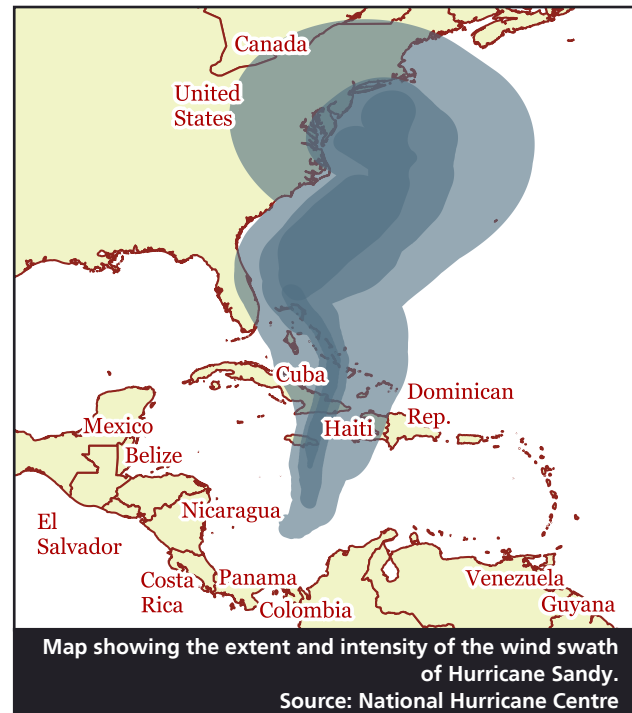 Canada
United
States
Cuba
Dominican
Rep.
Haiti
Mexico
Belize
Nicaragua
El
Salvador
Costa
Rica
Panama
Colombia
Venezuela
Guyana
Map showing the extent and intensity of the wind swath
of Hurricane Sandy.
Source: National Hurricane Centre